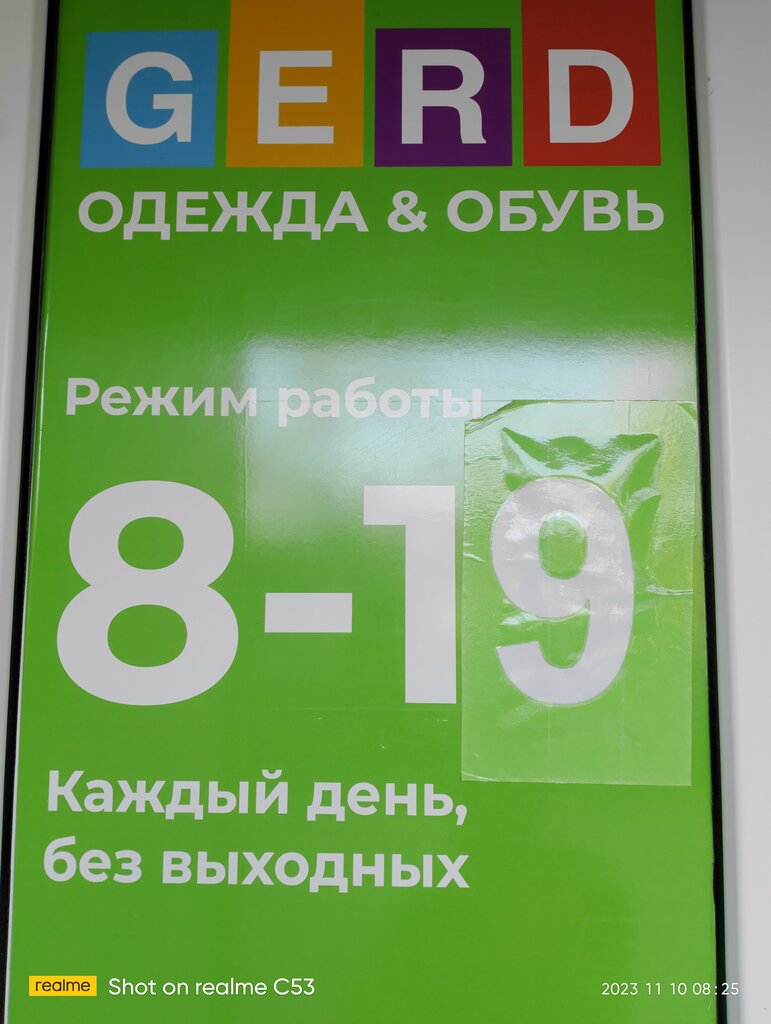 GERD
ОДЕЖДА & ОБУВЬ
Режим работы
8-19
Каждый день,
без выходных
realme Shot on realme C53
2023 11 10 08:25